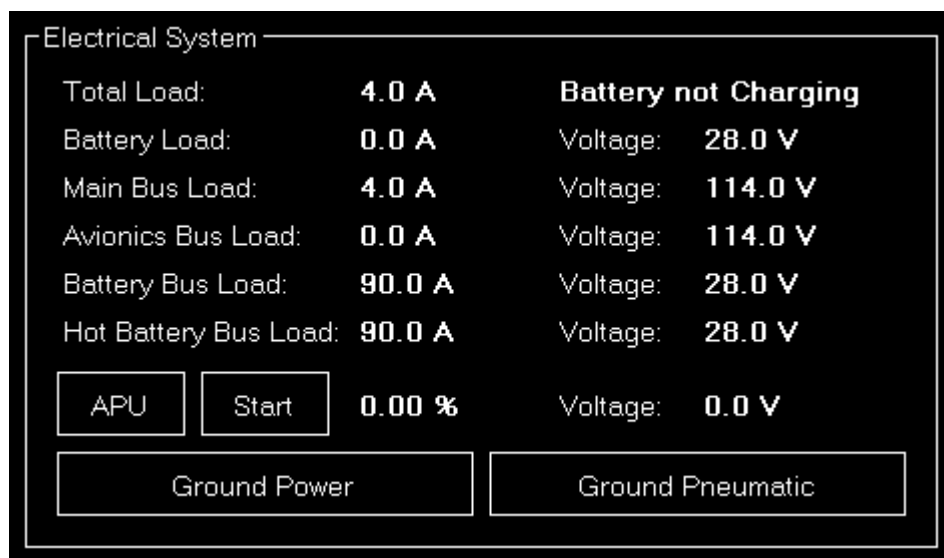 Electrical System
Total Load: 4.0 A Battery not Charging
Battery Load: 0.0 A Voltage: 28.0 V
Main Bus Load: 4.0 A Voltage: 114.0 V
Avionics Bus Load: 0.0 A Voltage: 114.0 V
Battery Bus Load: 90.0 A Voltage: 28.0 V
Hot Battery Bus Load: 90.0 A Voltage: 28.0 V
APU Start 0.00 % Voltage: 0.0 V
Ground Power Ground Pneumatic